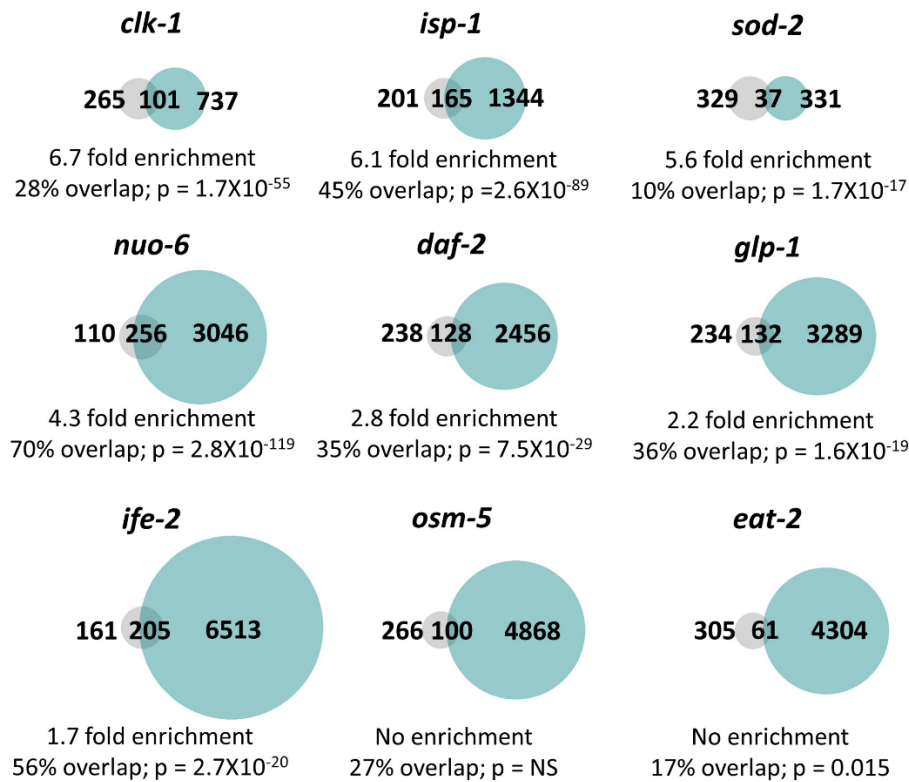 clk-1
265 101 737
6.7 fold enrichment
28% overlap; p = 1.7X10⁻⁵⁵
isp-1
201 165 1344
6.1 fold enrichment
45% overlap; p =2.6X10⁻⁸⁹
sod-2
329 37 331
5.6 fold enrichment
10% overlap; p = 1.7X10⁻¹⁷
nuo-6
110 256 3046
4.3 fold enrichment
70% overlap; p = 2.8X10⁻¹¹⁹
daf-2
238 128 2456
2.8 fold enrichment
35% overlap; p = 7.5X10⁻²⁹
glp-1
234 132 3289
2.2 fold enrichment
36% overlap; p = 1.6X10⁻¹⁹
ife-2
161 205 6513
1.7 fold enrichment
56% overlap; p = 2.7X10⁻²⁰
osm-5
266 100 4868
No enrichment
27% overlap; p = NS
eat-2
305 61 4304
No enrichment
17% overlap; p = 0.015